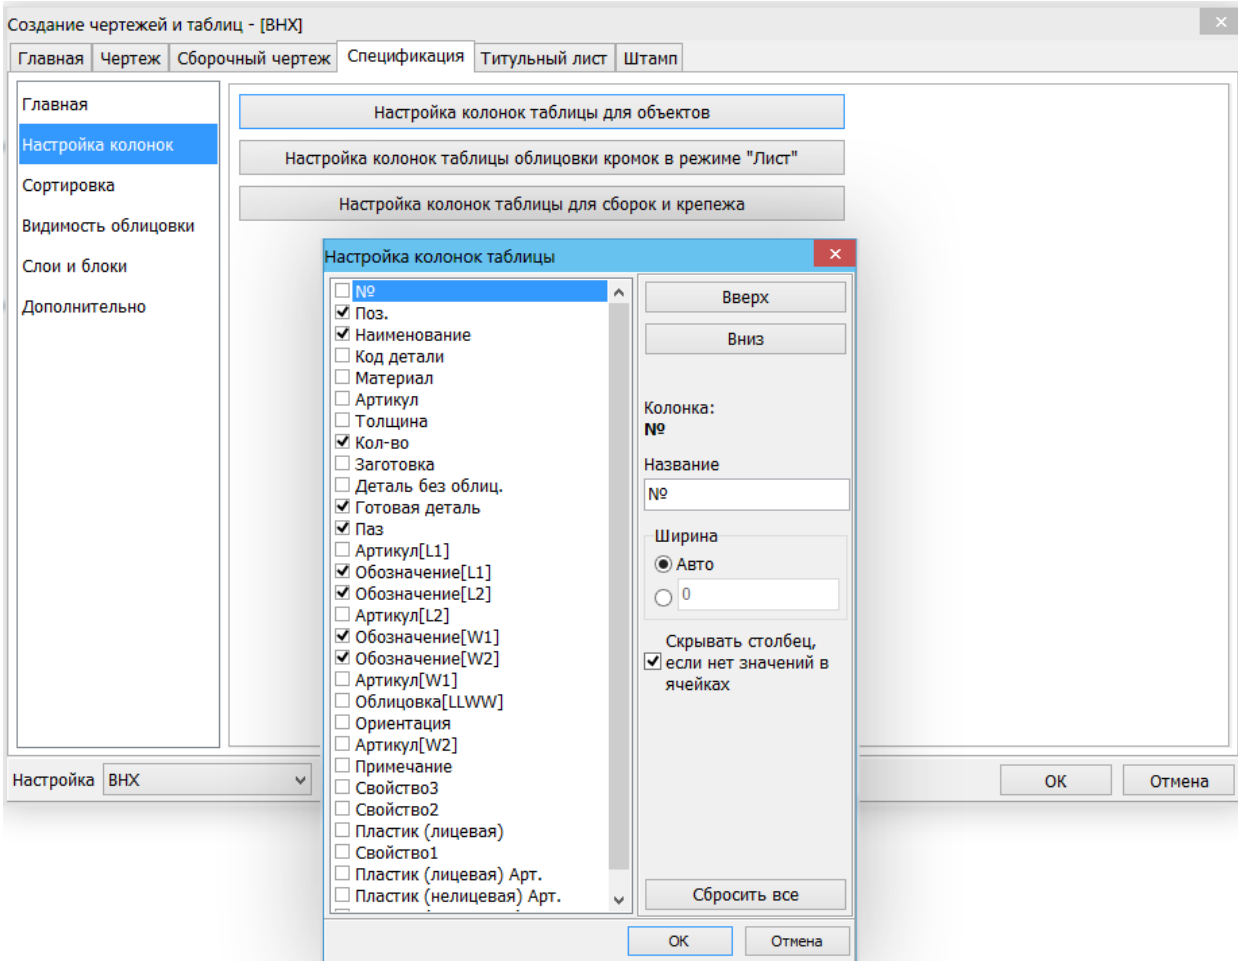 Создание чертежей и таблиц - [ВНХ]
Главная Чертеж Сборочный чертеж Спецификация Титульный лист Штамп
Главная
Настройка колонок
Сортировка
Видимость облицовки
Слои и блоки
Дополнительно
Настройка колонок таблицы для объектов
Настройка колонок таблицы облицовки кромок в режиме "Лист"
Настройка колонок таблицы для сборок и крепежа
Настройка колонок таблицы
№
Поз.
Наименование
Код детали
Материал
Артикул
Толщина
Кол-во
Заготовка
Деталь без облиц.
Готовая деталь
Паз
Артикул[L1]
Обозначение[L1]
Обозначение[L2]
Артикул[L2]
Обозначение[W1]
Обозначение[W2]
Артикул[W1]
Облицовка[LLWW]
Ориентация
Артикул[W2]
Примечание
Свойство3
Свойство2
Пластик (лицевая)
Свойство1
Пластик (лицевая) Арт.
Пластик (нелицевая) Арт.
Вверх
Вниз
Колонка:
№
Название
№
Ширина
Авто
0
Скрывать столбец,
если нет значений в
ячейках
Сбросить все
ОК Отмена
Настройка ВНХ
ОК Отмена